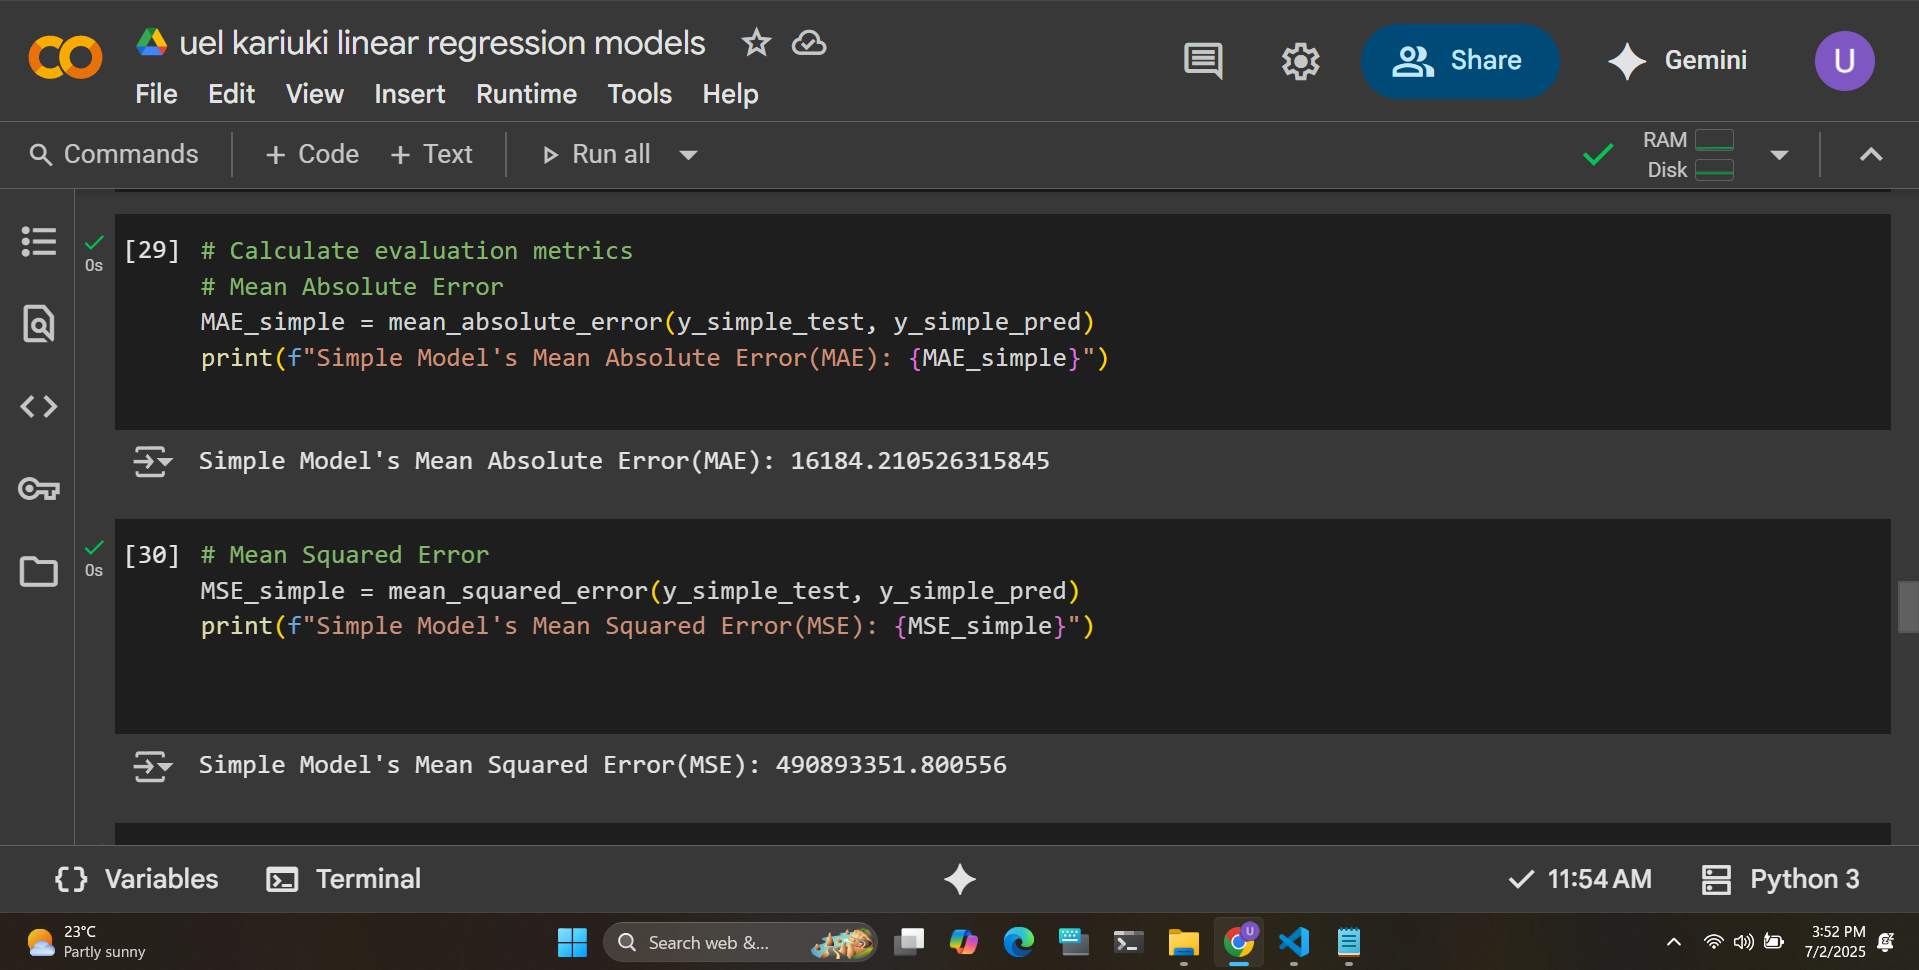 uel kariuki linear regression models
File Edit View Insert Runtime Tools Help
Share
Gemini
U
Commands
+ Code
+ Text
Run all
RAM
Disk
0s
[29]
# Calculate evaluation metrics
# Mean Absolute Error
MAE_simple = mean_absolute_error(y_simple_test, y_simple_pred)
print(f"Simple Model's Mean Absolute Error(MAE): {MAE_simple}")
Simple Model's Mean Absolute Error(MAE): 16184.210526315845
0s
[30]
# Mean Squared Error
MSE_simple = mean_squared_error(y_simple_test, y_simple_pred)
print(f"Simple Model's Mean Squared Error(MSE): {MSE_simple}")
Simple Model's Mean Squared Error(MSE): 490893351.800556
{} Variables
Terminal
11:54 AM
Python 3
23°C
Partly sunny
Search web &...
U
3:52 PM
7/2/2025